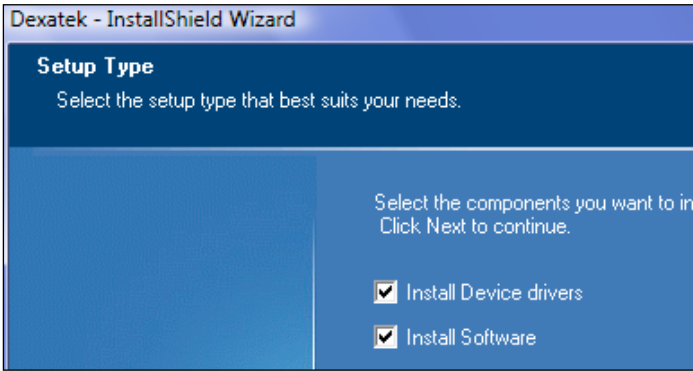 Dexatek - InstallShield Wizard
Setup Type
Select the setup type that best suits your needs.
Select the components you want to in
Click Next to continue.
Install Device drivers
Install Software